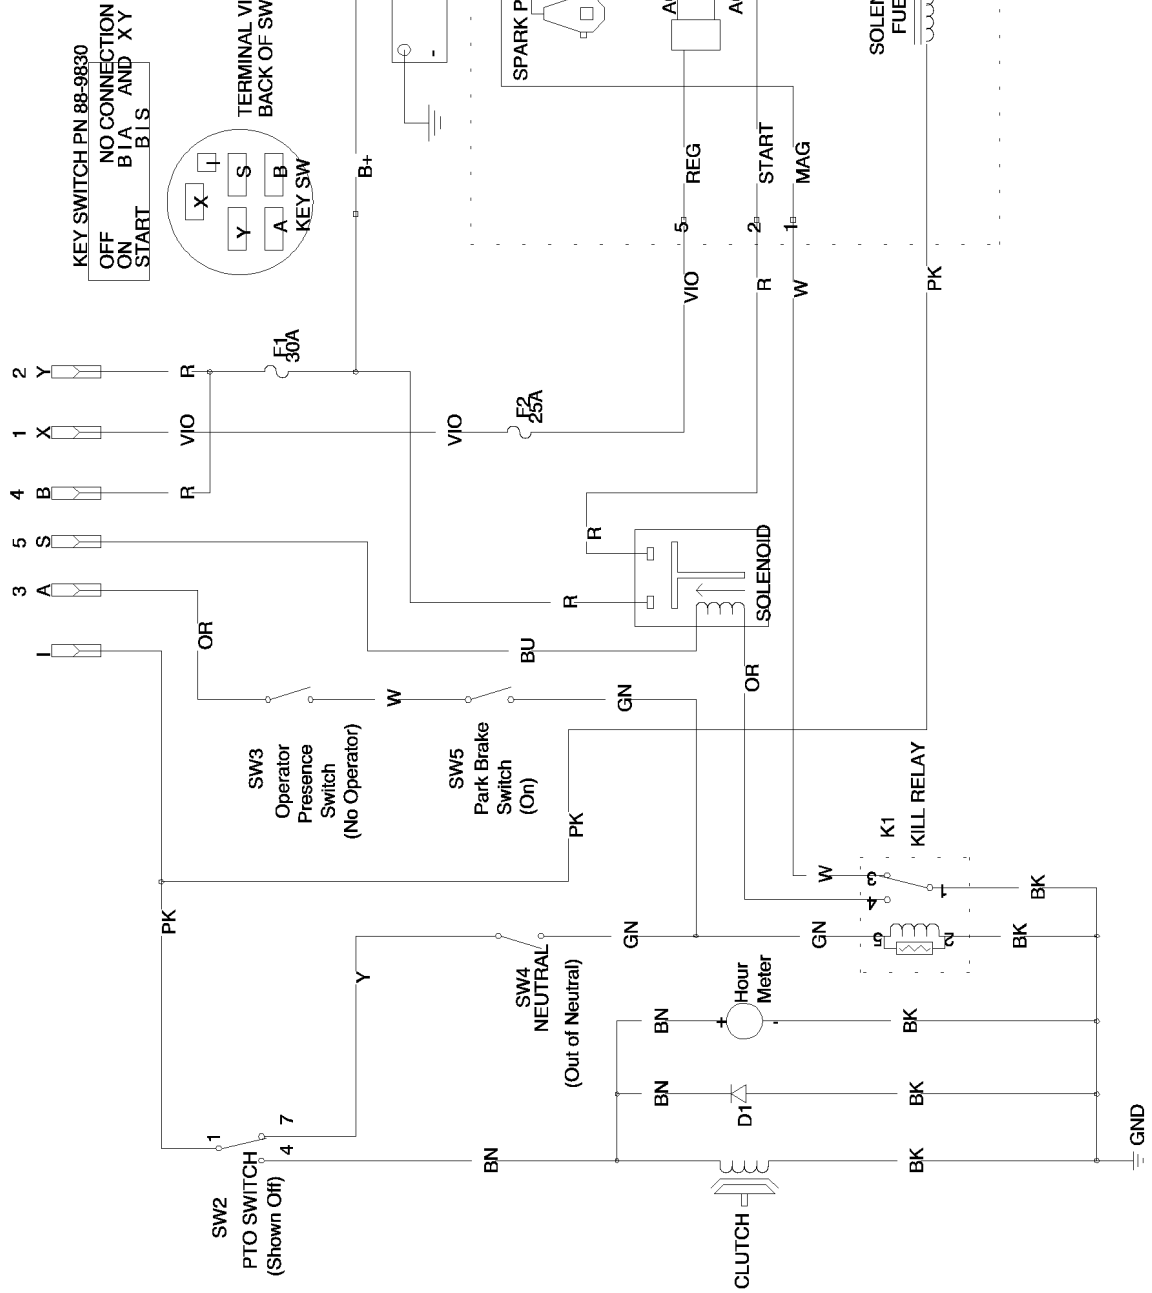 KEY SWITCH PN 88-9830
OFF NO CONNECTION
ON B I A AND X Y
START B I S
TERMINAL VI
BACK OF SW
X
I
Y
S
A
B
KEY SW
-
B+
SPARK P
A
A
SOLEN
FUE
REG
START
MAG
5
2
1
VIO
R
W
PK
2 Y
1 X
4 B
5 S
3 A
I
R
VIO
R
F1
30A
VIO
F2
25A
R
R
SOLENOID
OR
BU
OR
W
GN
SW3
Operator
Presence
Switch
(No Operator)
SW5
Park Brake
Switch
(On)
PK
K1
KILL RELAY
W
3
4
1
BK
PK
Y
SW4
NEUTRAL
(Out of Neutral)
GN
GN
5
2
BK
BN
+
-
Hour
Meter
BK
BN
D1
BK
1
7
4
SW2
PTO SWITCH
(Shown Off)
BN
CLUTCH
BK
GND